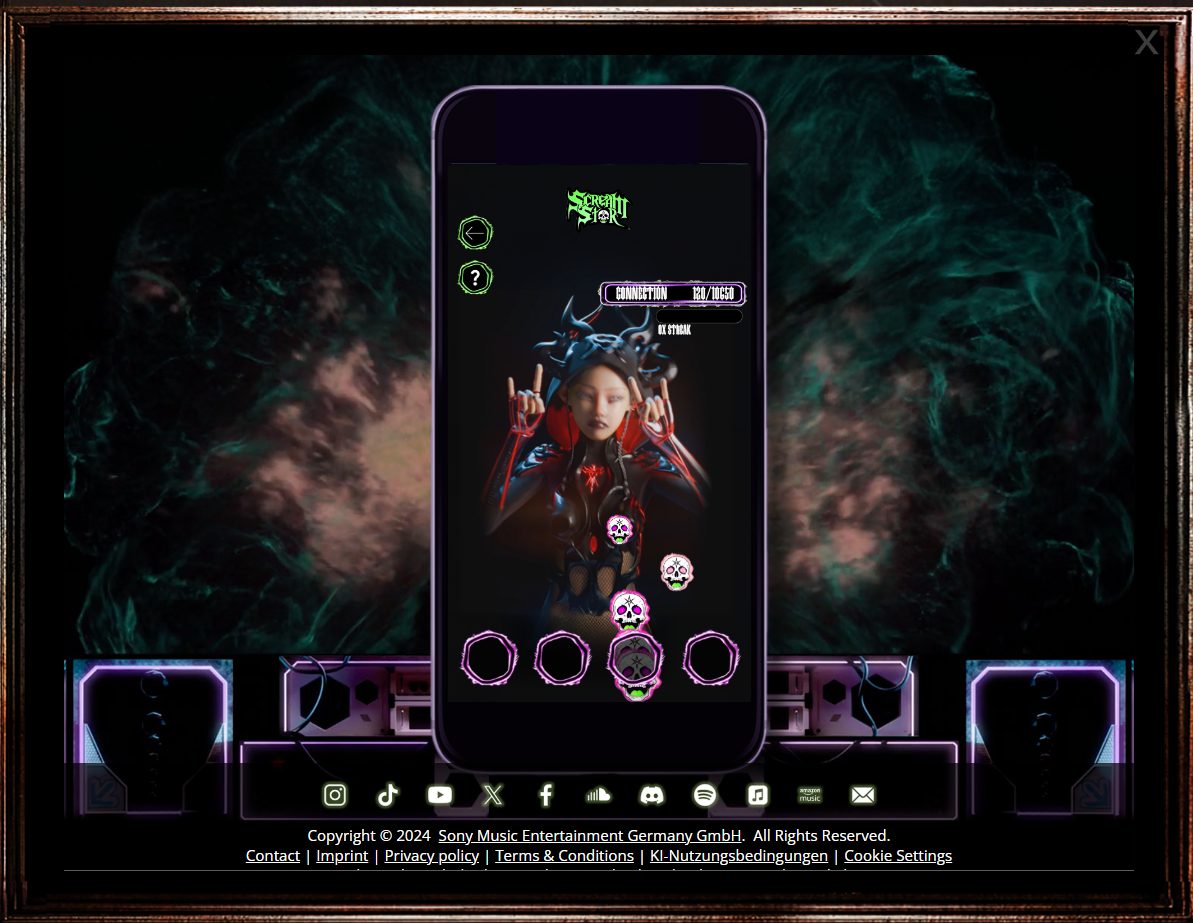 X
SCREAM
STAR
?
CONNECTION 120/10650
0X STREAK
amazon
music
Copyright © 2024 Sony Music Entertainment Germany GmbH. All Rights Reserved.
Contact | Imprint | Privacy policy | Terms & Conditions | KI-Nutzungsbedingungen | Cookie Settings